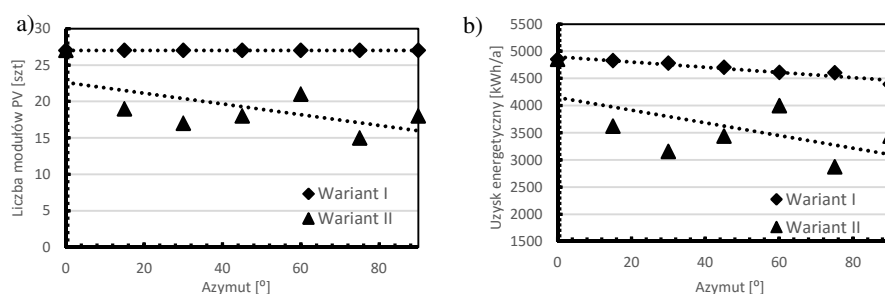 a)
30
25
20
15
10
5
0
Liczba modułów PV [szt]
0 20 40 60 80
Azymut [°]
Wariant I
Wariant II
b)
5000
4500
4000
3500
3000
2500
2000
1500
Uzysk energetyczny [kWh/a]
0 20 40 60 80
Azymut [°]
Wariant I
Wariant II